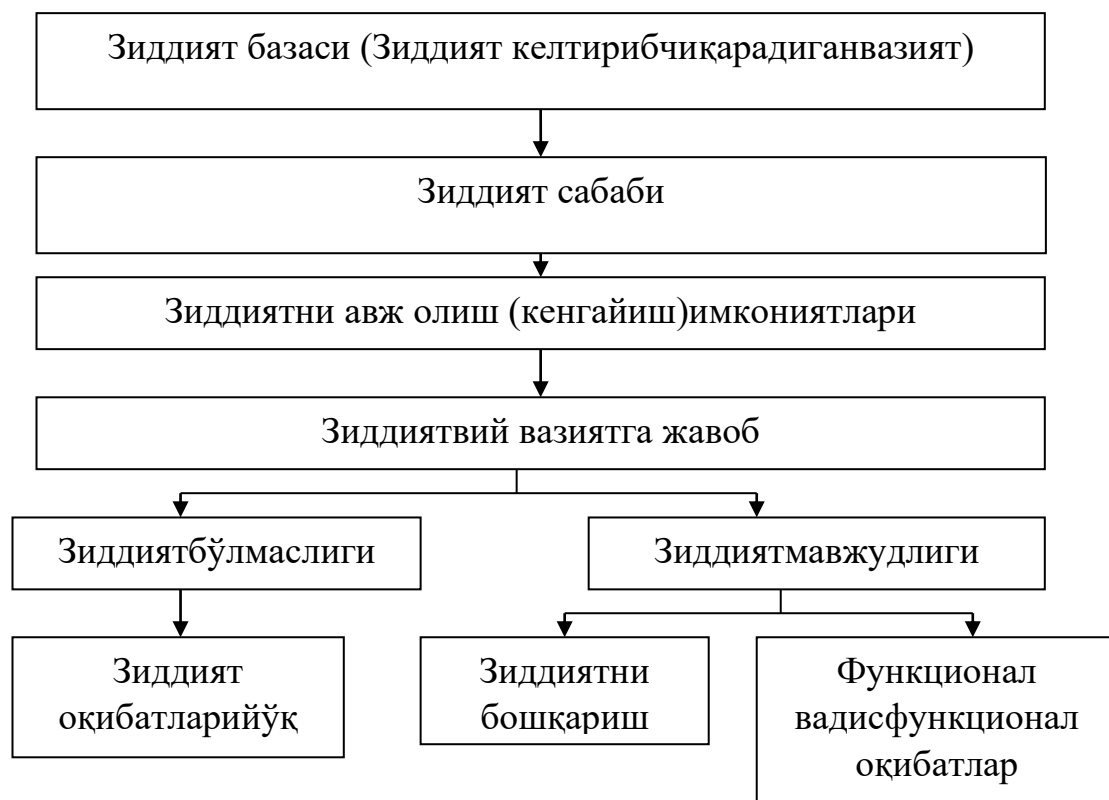 Зиддият базаси (Зиддият келтирибчиқарадиганвазият)
Зиддият сабаби
Зиддиятни авж олиш (кенгайиш)имкониятлари
Зиддиятвий вазиятга жавоб
Зиддиятбўлмаслиги
Зиддиятмавжудлиги
Зиддият
оқибатларийўқ
Зиддиятни
бошқариш
Функционал
вадисфункционал
оқибатлар